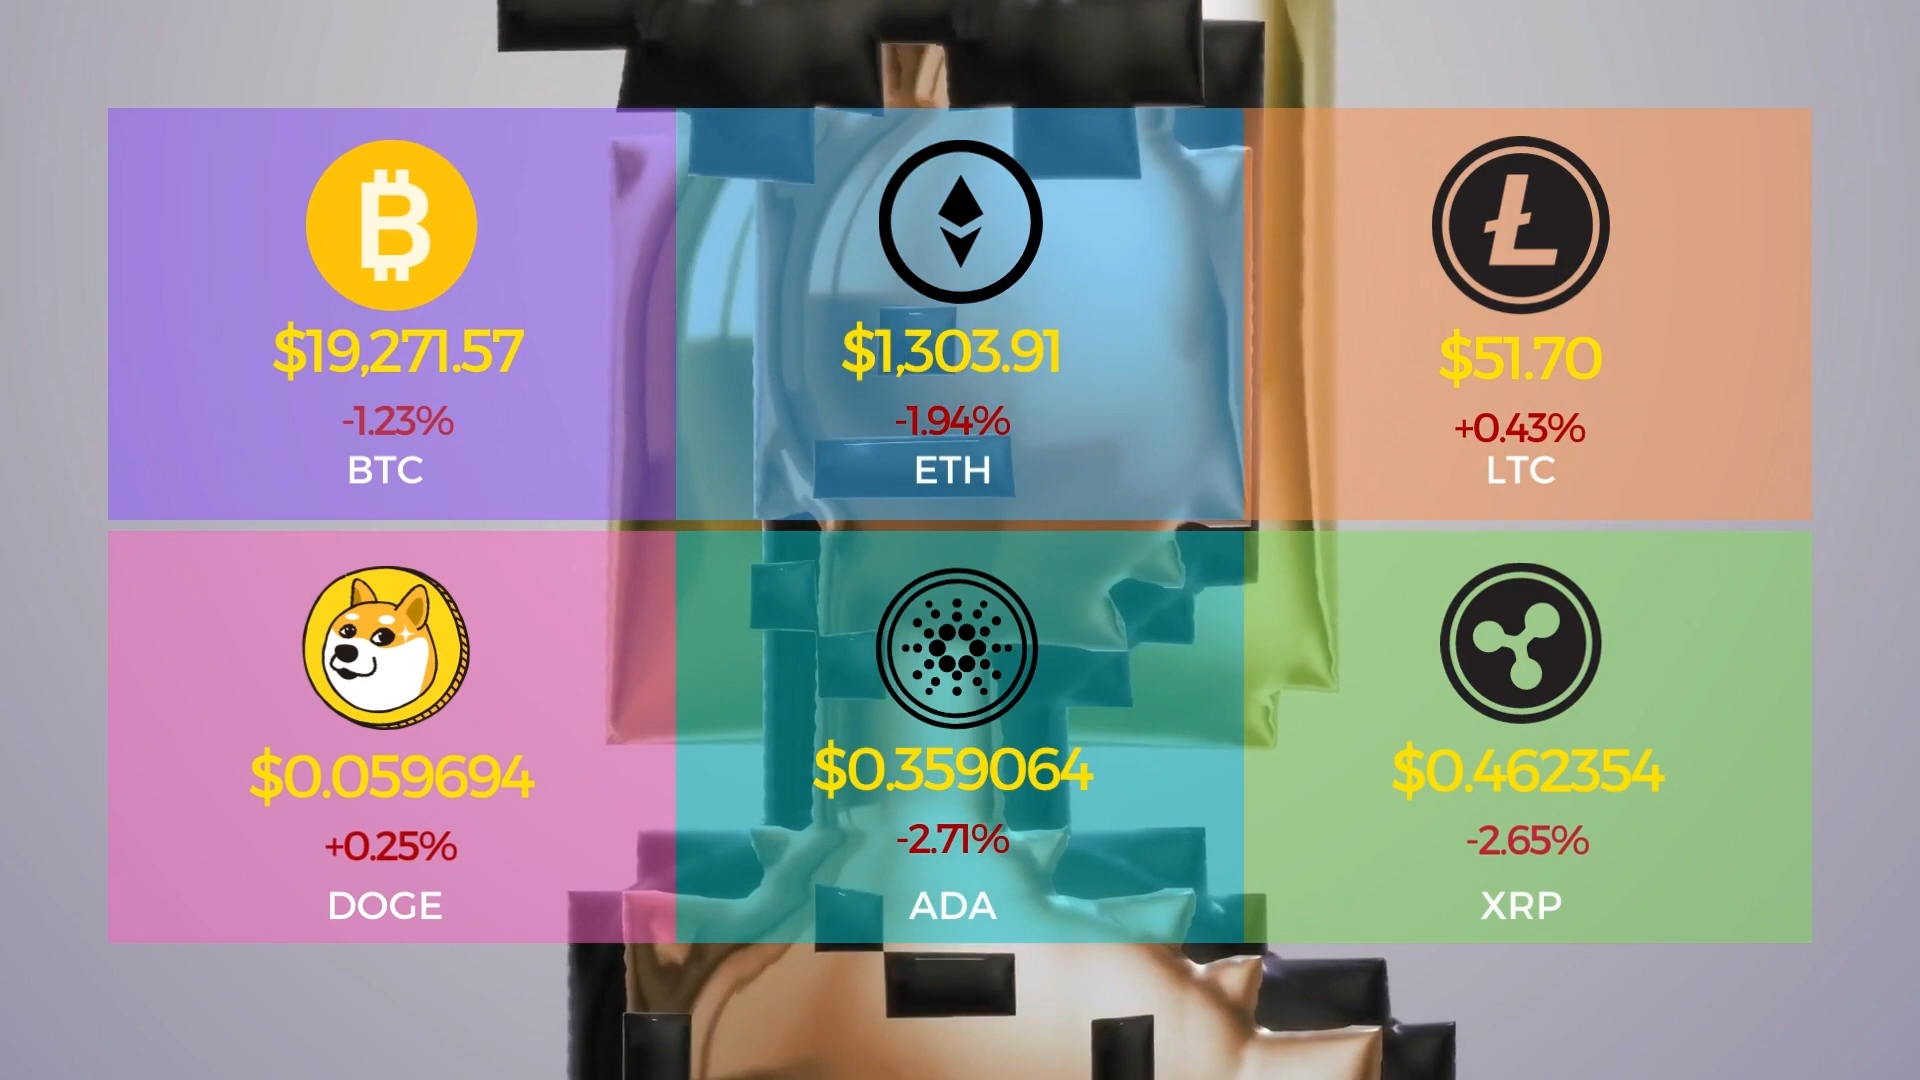 $19,271.57
-1.23%
BTC
$1,303.91
-1.94%
ETH
$51.70
+0.43%
LTC
$0.059694
+0.25%
DOGE
$0.359064
-2.71%
ADA
$0.462354
-2.65%
XRP